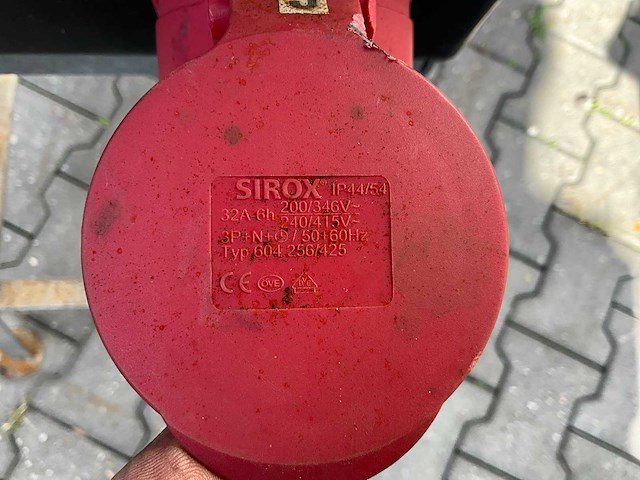 SIROX® IP44/54
32A-6h 200/346V~
240/415V~
3P+N+⏚ / 50+60Hz
Typ 604.256/425
CE ÖVE